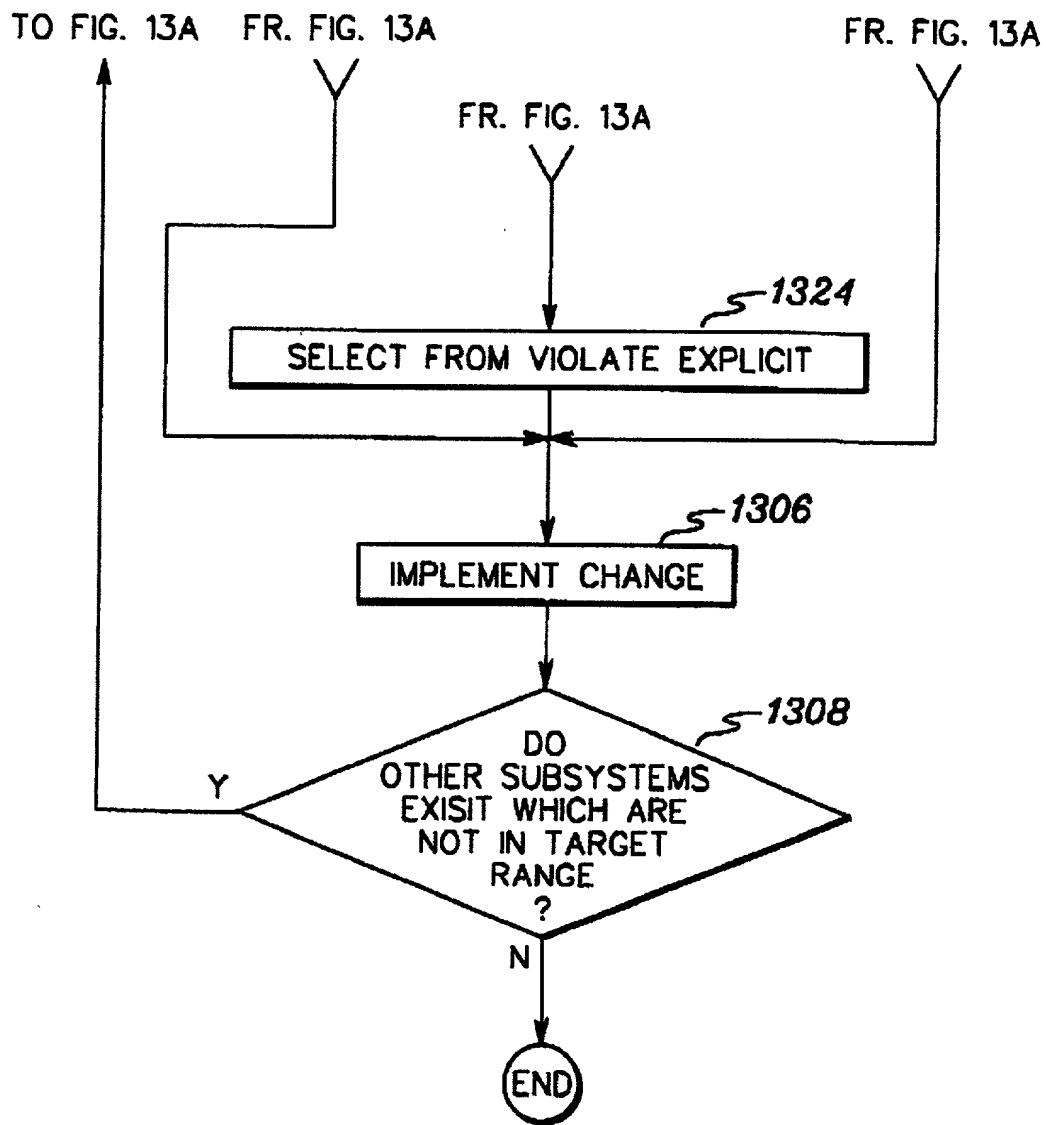 TO FIG. 13A FR. FIG. 13A FR. FIG. 13A
FR. FIG. 13A
1324
SELECT FROM VIOLATE EXPLICIT
1306
IMPLEMENT CHANGE
1308
DO
OTHER SUBSYSTEMS
EXISIT WHICH ARE
NOT IN TARGET
RANGE
?
Y
N
END